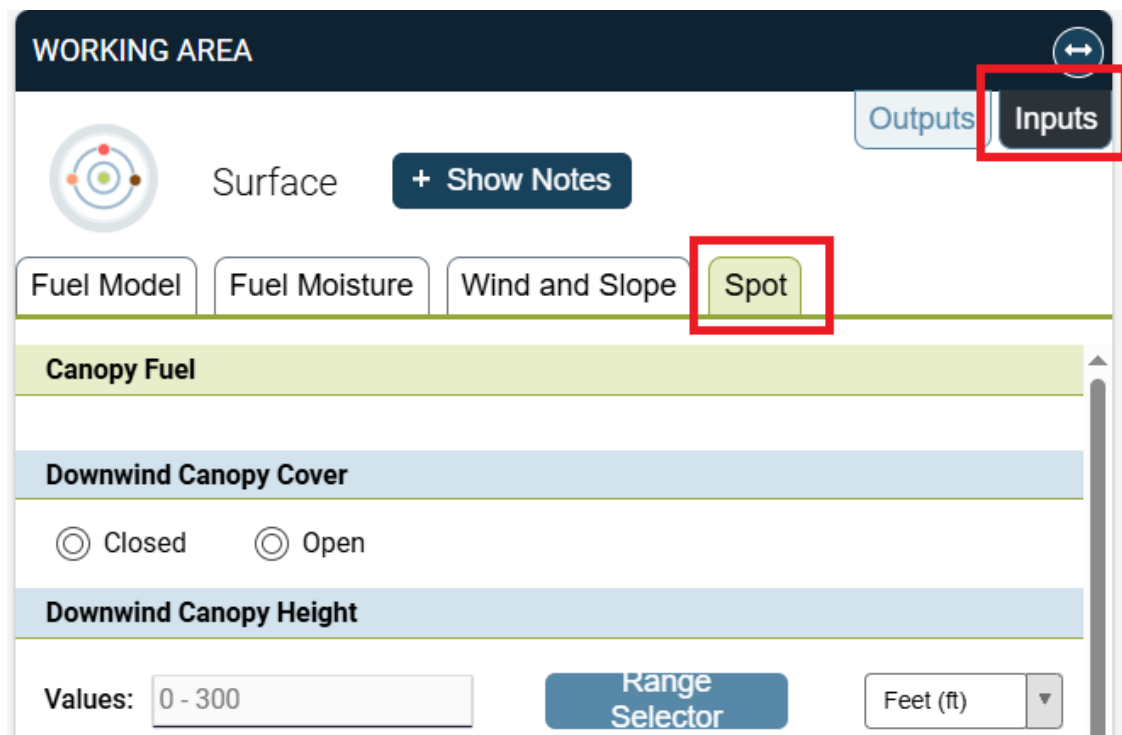 WORKING AREA
Outputs Inputs
Surface + Show Notes
Fuel Model Fuel Moisture Wind and Slope Spot
Canopy Fuel
Downwind Canopy Cover
Closed Open
Downwind Canopy Height
Values: 0 - 300 Range Selector Feet (ft)